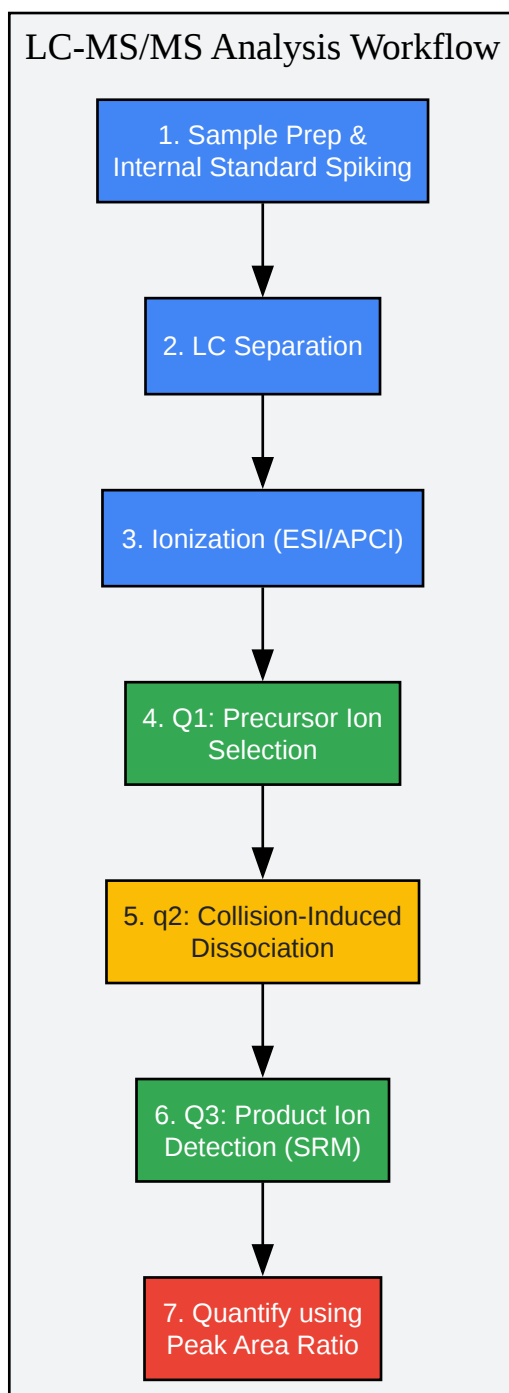 LC-MS/MS Analysis Workflow
1. Sample Prep &
Internal Standard Spiking
2. LC Separation
3. Ionization (ESI/APCI)
4. Q1: Precursor Ion
Selection
5. q2: Collision-Induced
Dissociation
6. Q3: Product Ion
Detection (SRM)
7. Quantify using
Peak Area Ratio